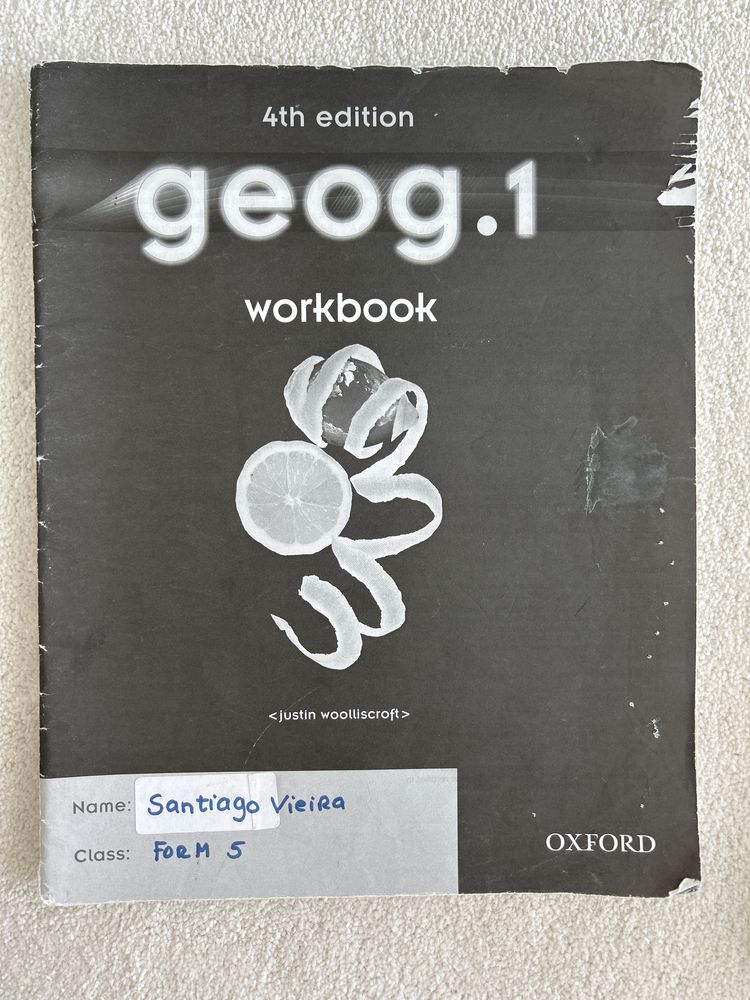 4th edition
geog.1
workbook
<justin woolliscroft>
Name: Santiago Vieira
Class: FORM 5
OXFORD